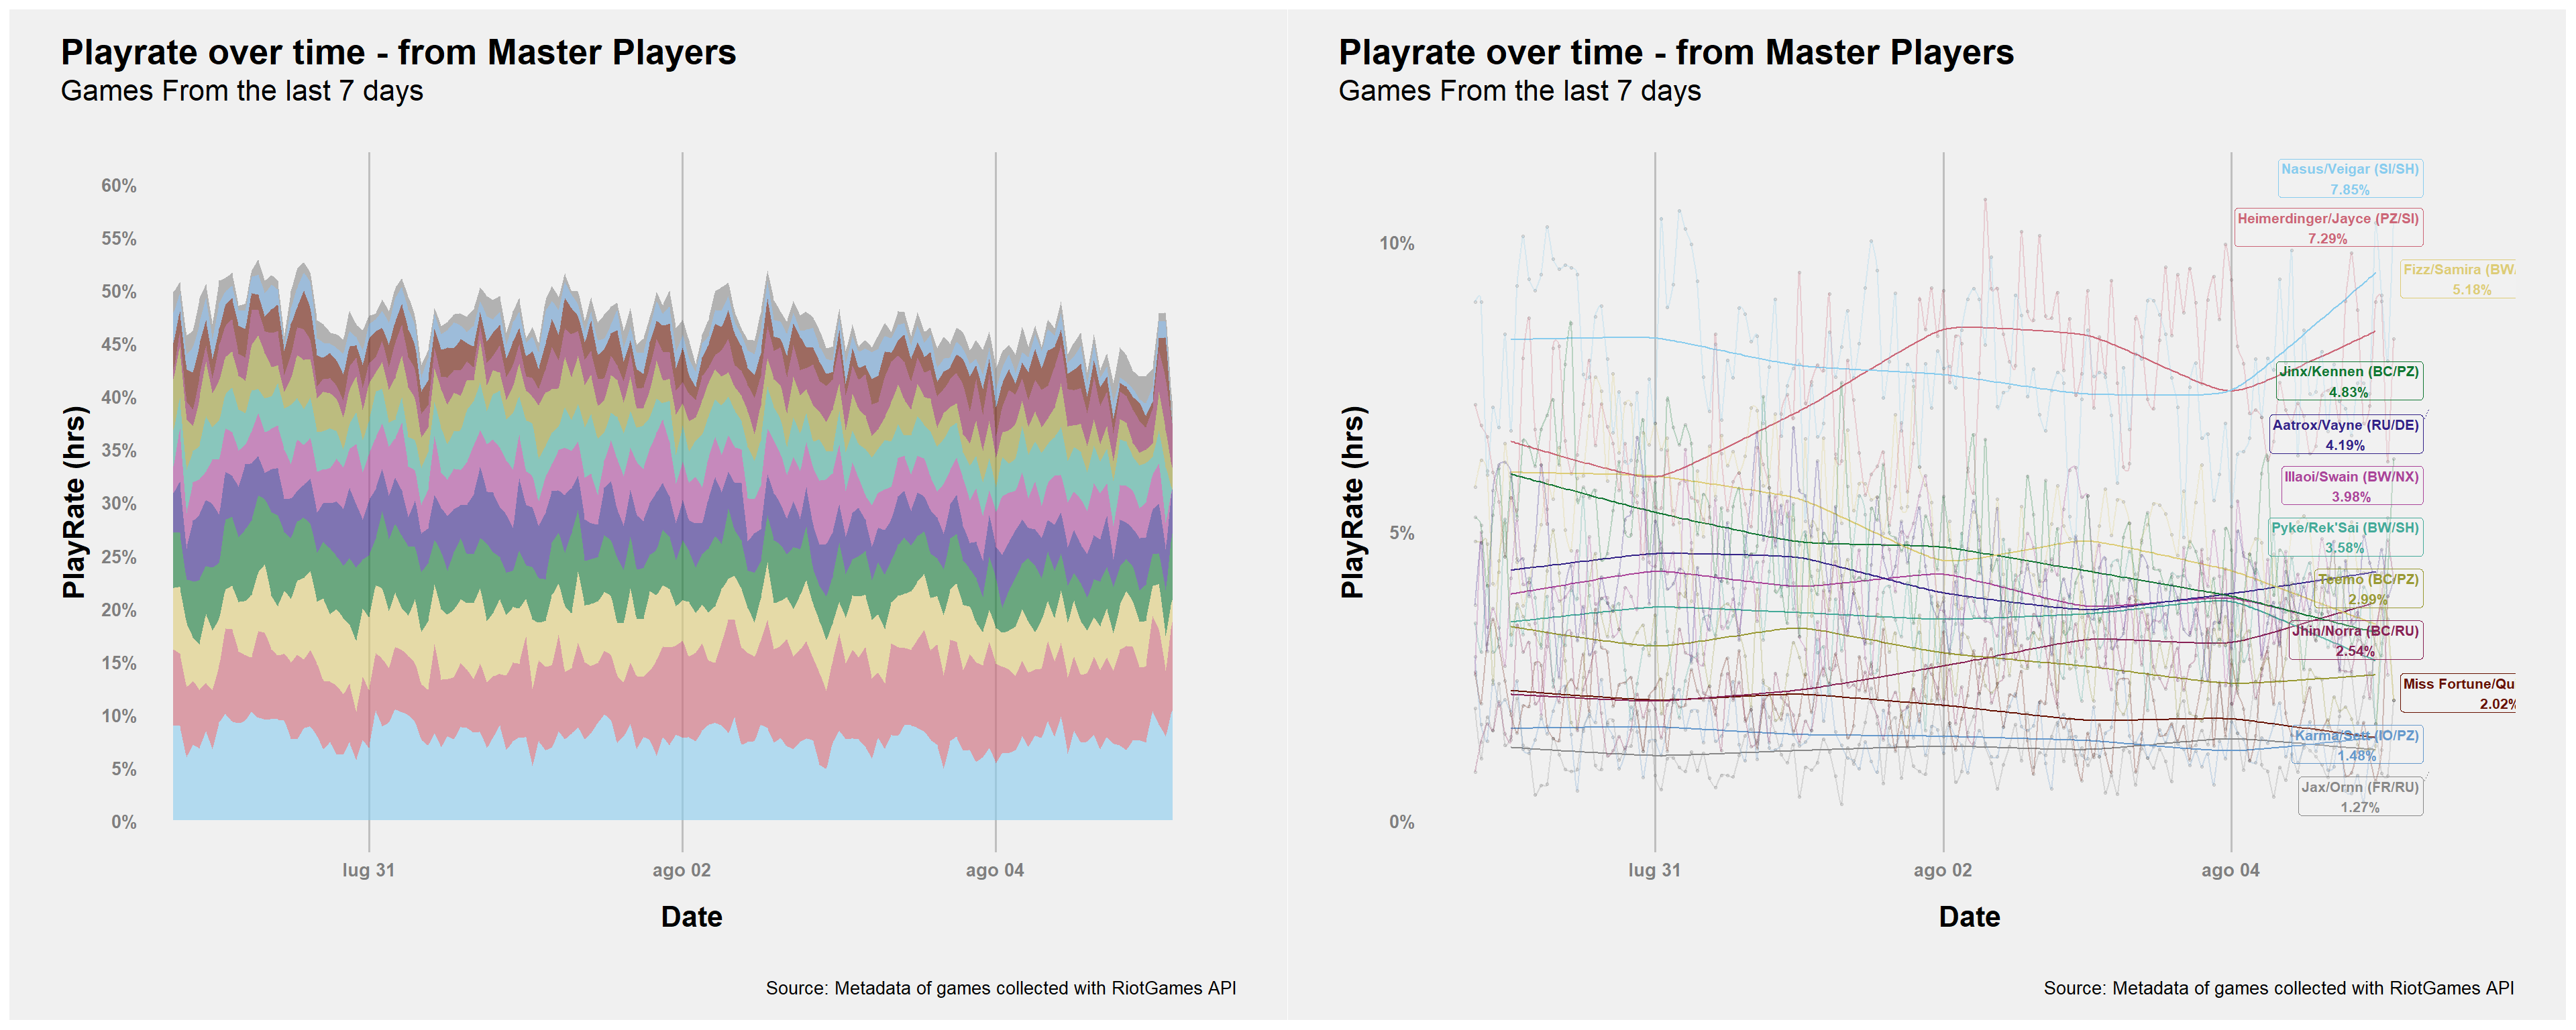 Playrate over time - from Master Players
Games From the last 7 days
PlayRate (hrs)
60%
55%
50%
45%
40%
35%
30%
25%
20%
15%
10%
5%
0%
lug 31
ago 02
ago 04
Date
Source: Metadata of games collected with RiotGames API
Playrate over time - from Master Players
Games From the last 7 days
PlayRate (hrs)
10%
5%
0%
Nasus/Veigar (SI/SH)
7.85%
Heimerdinger/Jayce (PZ/SI)
7.29%
Fizz/Samira (BW/
5.18%
Jinx/Kennen (BC/PZ)
4.83%
Aatrox/Vayne (RU/DE)
4.19%
Illaoi/Swain (BW/NX)
3.98%
Pyke/Rek'Sai (BW/SH)
3.58%
Teemo (BC/PZ)
2.99%
Jhin/Norra (BC/RU)
2.54%
Miss Fortune/Qu
2.02%
Karma/Sett (IO/PZ)
1.48%
Jax/Ornn (FR/RU)
1.27%
lug 31
ago 02
ago 04
Date
Source: Metadata of games collected with RiotGames API